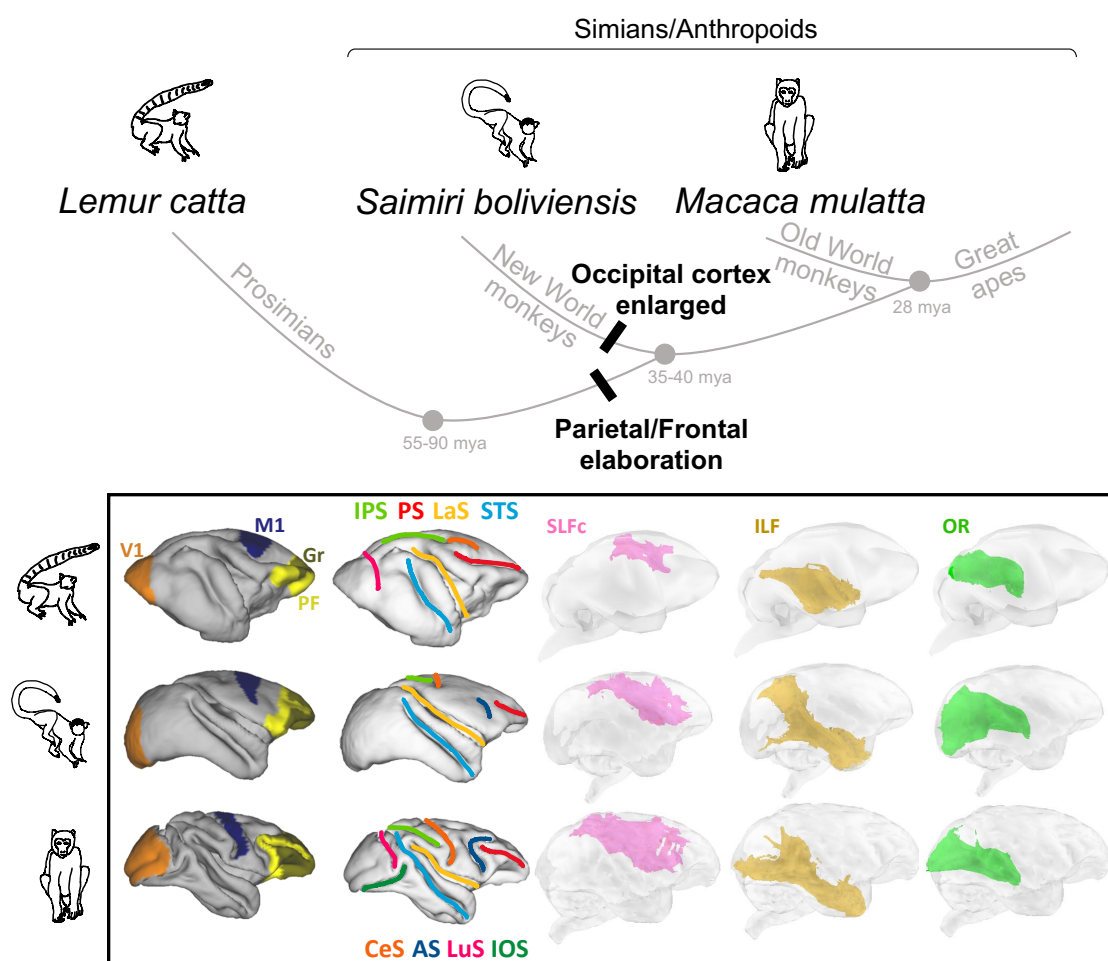 Simians/Anthropoids
Lemur catta
Saimiri boliviensis
Macaca mulatta
Prosimians
New World
monkeys
Old World
monkeys
Great
apes
Occipital cortex
enlarged
28 mya
35-40 mya
55-90 mya
Parietal/Frontal
elaboration
IPS PS LaS STS
V1
M1
Gr
PF
SLFc
ILF
OR
CeS AS LuS IOS